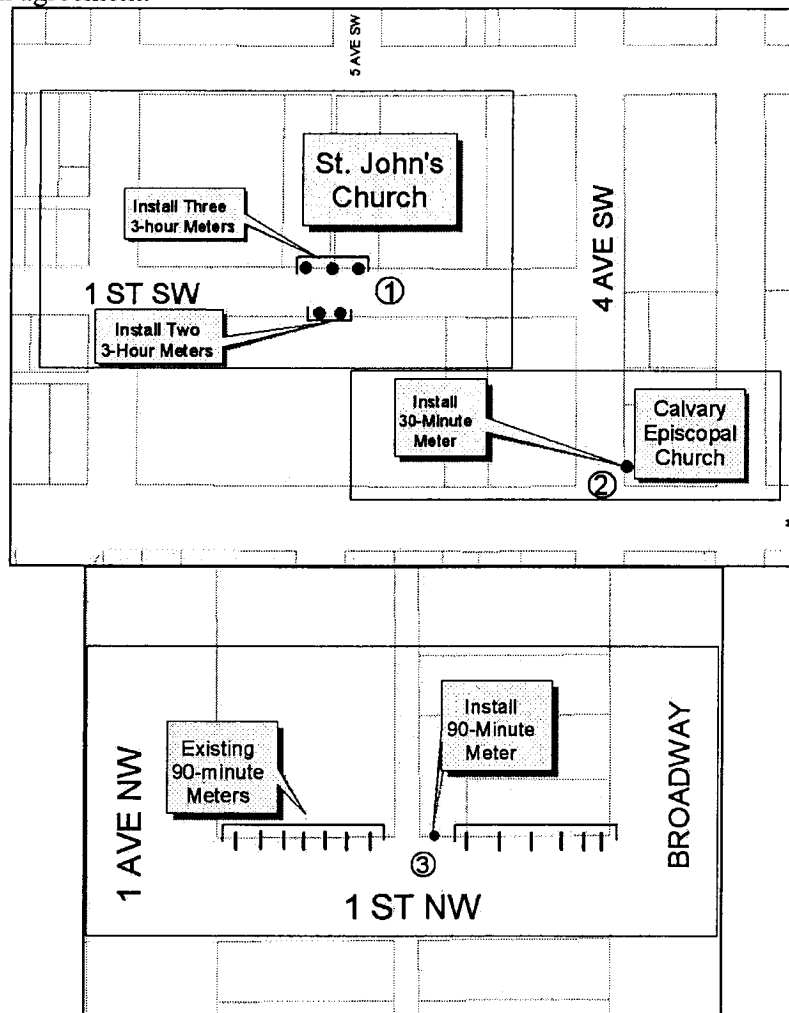 agreement.
5 AVE SW
St. John's
Church
Install Three
3-hour Meters
4 AVE SW
1 ST SW
①
Install Two
3-Hour Meters
Install
30-Minute
Meter
Calvary
Episcopal
Church
②
Install
90-Minute
Meter
Existing
90-minute
Meters
1 AVE NW
BROADWAY
③
1 ST NW